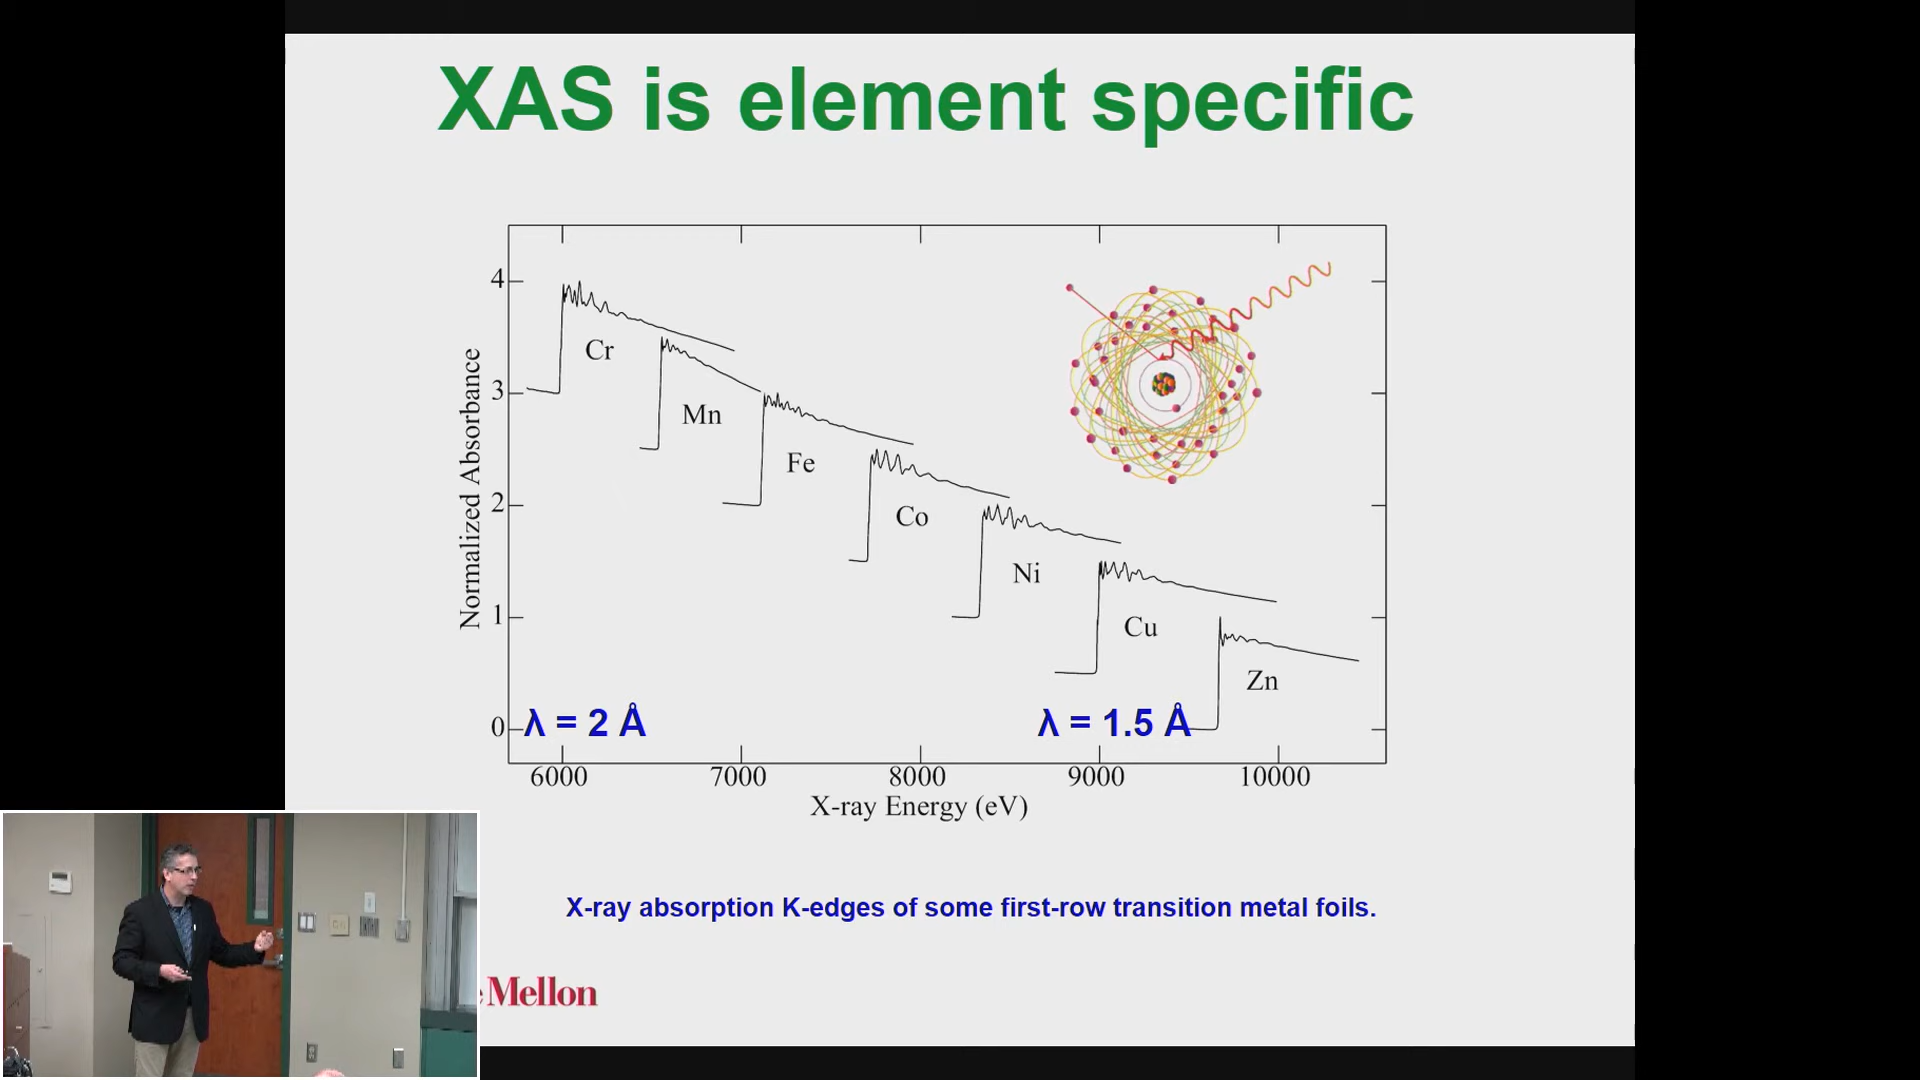 XAS is element specific
4
3
2
1
0
Normalized Absorbance
Cr
Mn
Fe
Co
Ni
Cu
Zn
λ = 2 Å
λ = 1.5 Å
6000 7000 8000 9000 10000
X-ray Energy (eV)
X-ray absorption K-edges of some first-row transition metal foils.
e Mellon